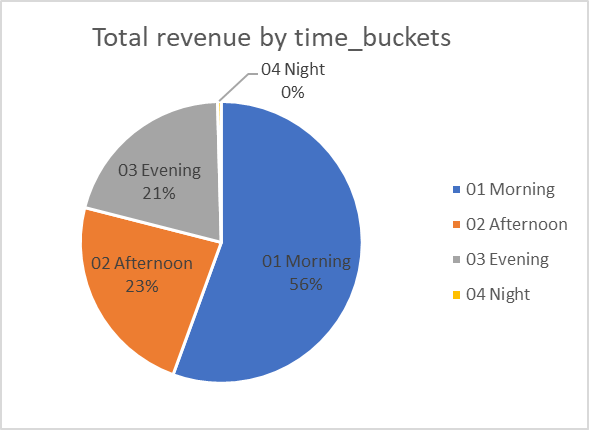 Total revenue by time_buckets
04 Night
0%
03 Evening
21%
01 Morning
56%
02 Afternoon
23%
01 Morning
02 Afternoon
03 Evening
04 Night